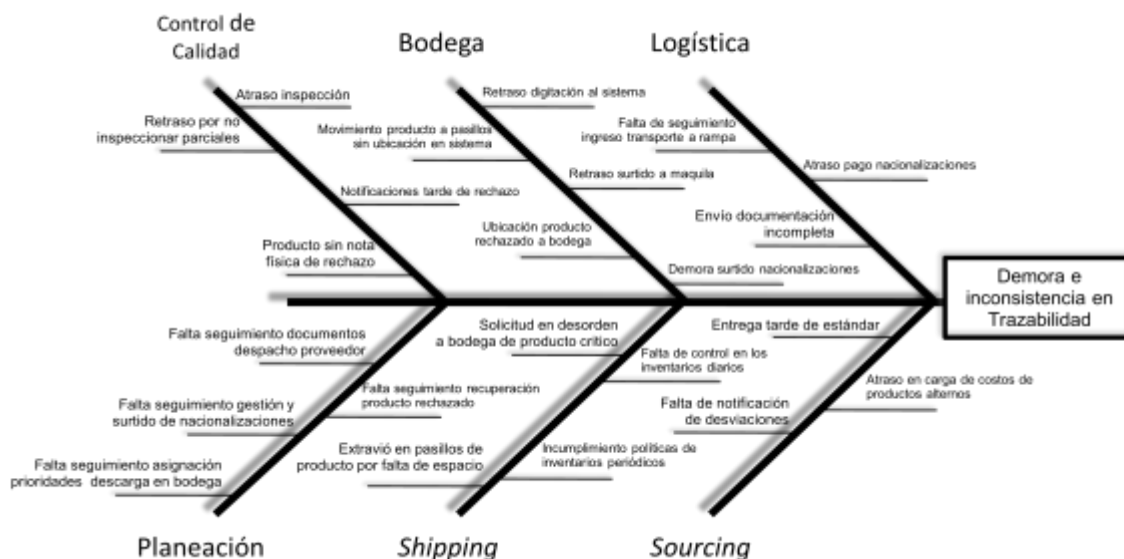 Control de
Calidad
Bodega
Logística
Atraso inspección
Retraso por no
inspeccionar parciales
Notificaciones tarde de rechazo
Producto sin nota
física de rechazo
Retraso digitación al sistema
Movimiento producto a pasillos
sin ubicación en sistema
Retraso surtido a maquila
Ubicación producto
rechazado a bodega
Falta de seguimiento
ingreso transporte a rampa
Atraso pago nacionalizaciones
Envío documentación
incompleta
Demora surtido nacionalizaciones
Demora e
inconsistencia en
Trazabilidad
Falta seguimiento documentos
despacho proveedor
Falta seguimiento recuperación
producto rechazado
Falta seguimiento gestión y
surtido de nacionalizaciones
Falta seguimiento asignación
prioridades descarga en bodega
Solicitud en desorden
a bodega de producto crítico
Falta de control en los
inventarios diarios
Extravió en pasillos de
producto por falta de espacio
Incumplimiento políticas de
inventarios periódicos
Entrega tarde de estándar
Atraso en carga de costos de
productos alternos
Falta de notificación
de desviaciones
Planeación
Shipping
Sourcing